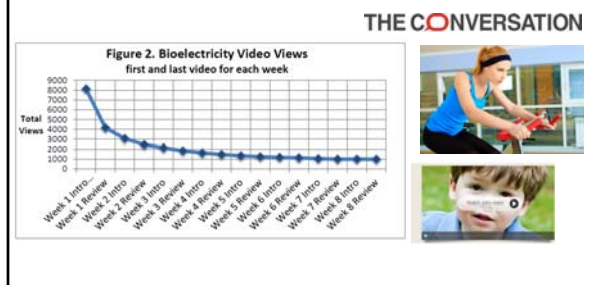 THE CONVERSATION
Figure 2. Bioelectricity Video Views
first and last video for each week
Total
Views
9000
8000
7000
6000
5000
4000
3000
2000
1000
0
Week 1 Intro...
Week 1 Review
Week 2 Intro
Week 2 Review
Week 3 Intro
Week 3 Review
Week 4 Intro
Week 4 Review
Week 5 Intro
Week 5 Review
Week 6 Intro
Week 6 Review
Week 7 Intro
Week 7 Review
Week 8 Intro
Week 8 Review